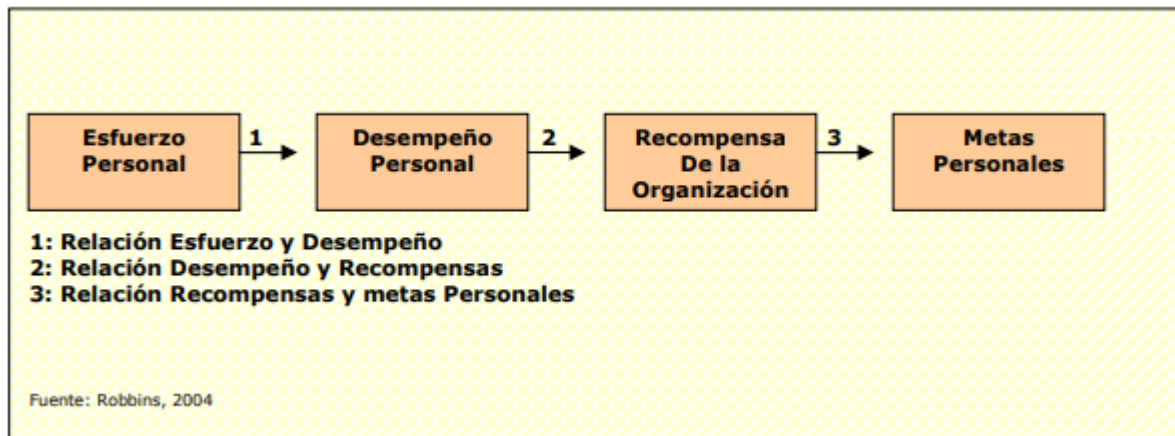 Esfuerzo
Personal
1
Desempeño
Personal
2
Recompensa
De la
Organización
3
Metas
Personales
1: Relación Esfuerzo y Desempeño
2: Relación Desempeño y Recompensas
3: Relación Recompensas y metas Personales
Fuente: Robbins, 2004